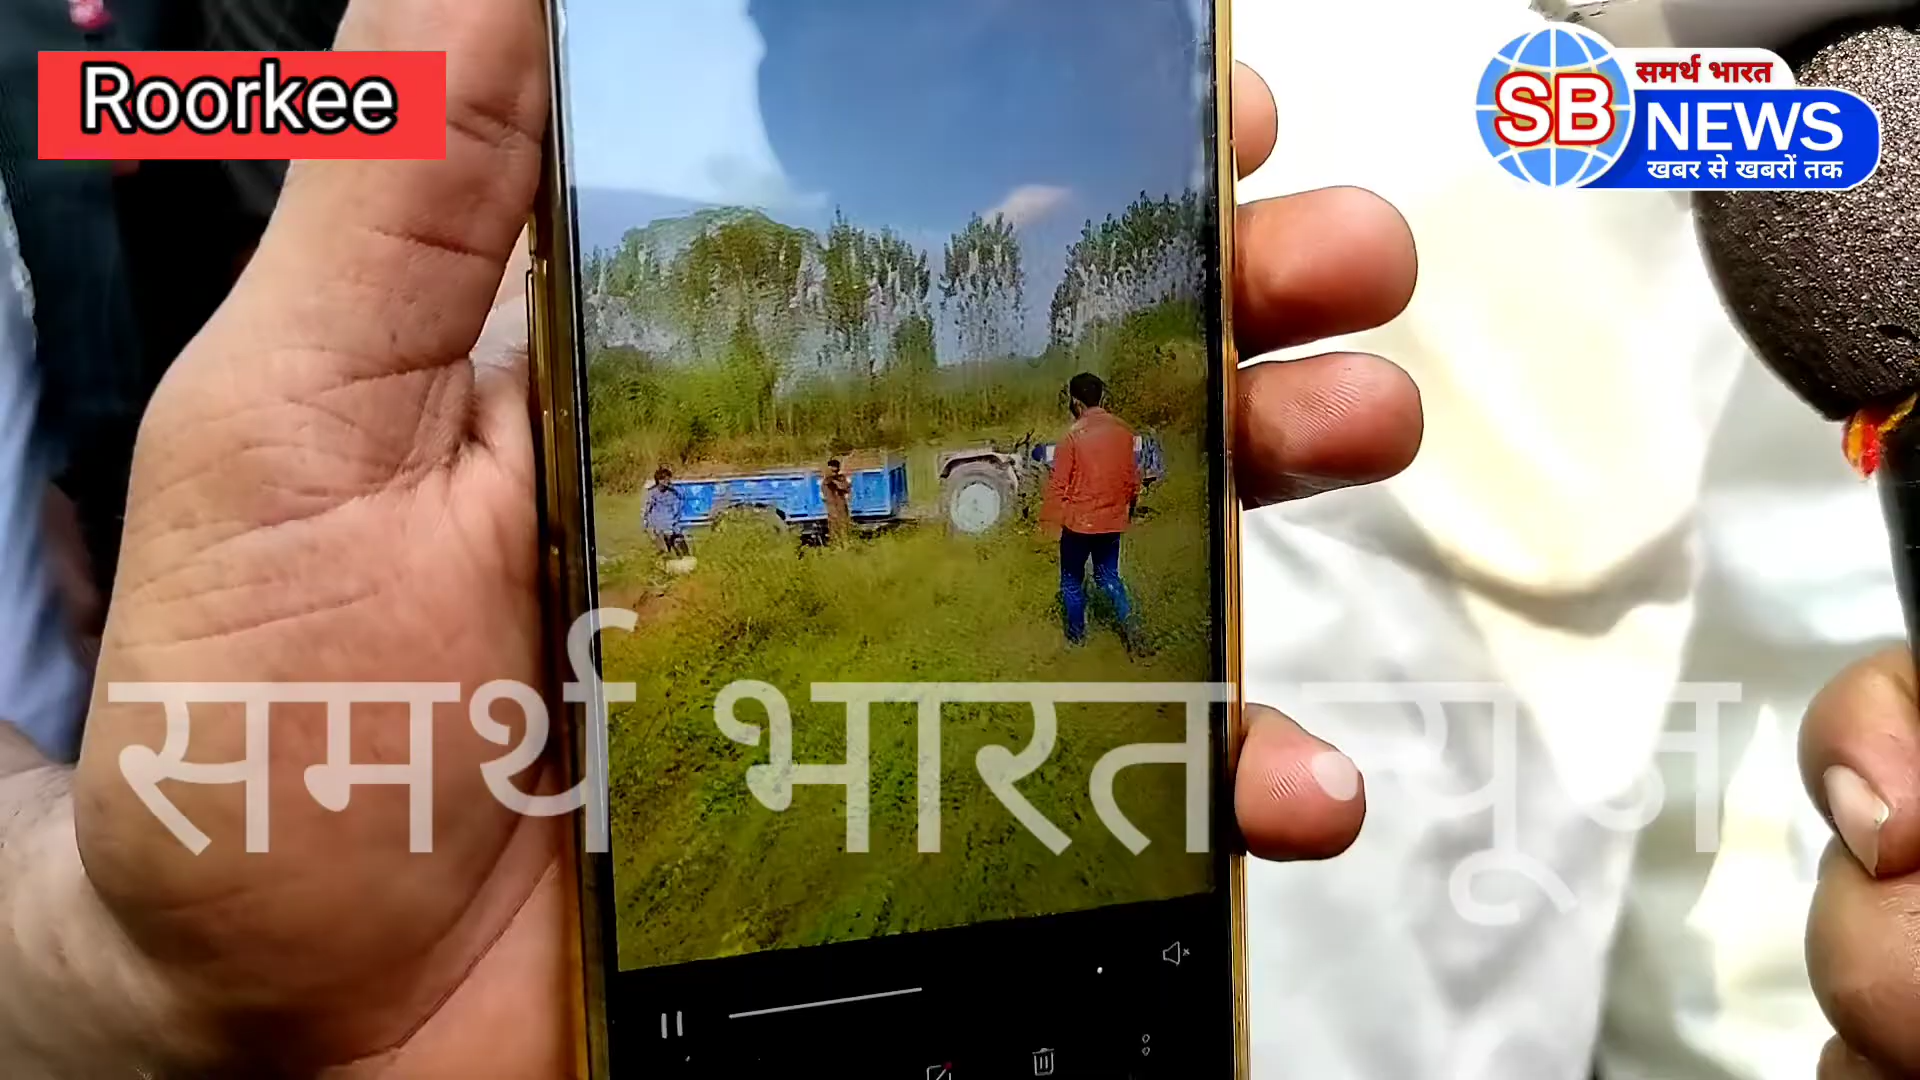 Roorkee
समर्थ भारत
SB
NEWS
खबर से खबरों तक
समर्थ भारत न्यूज